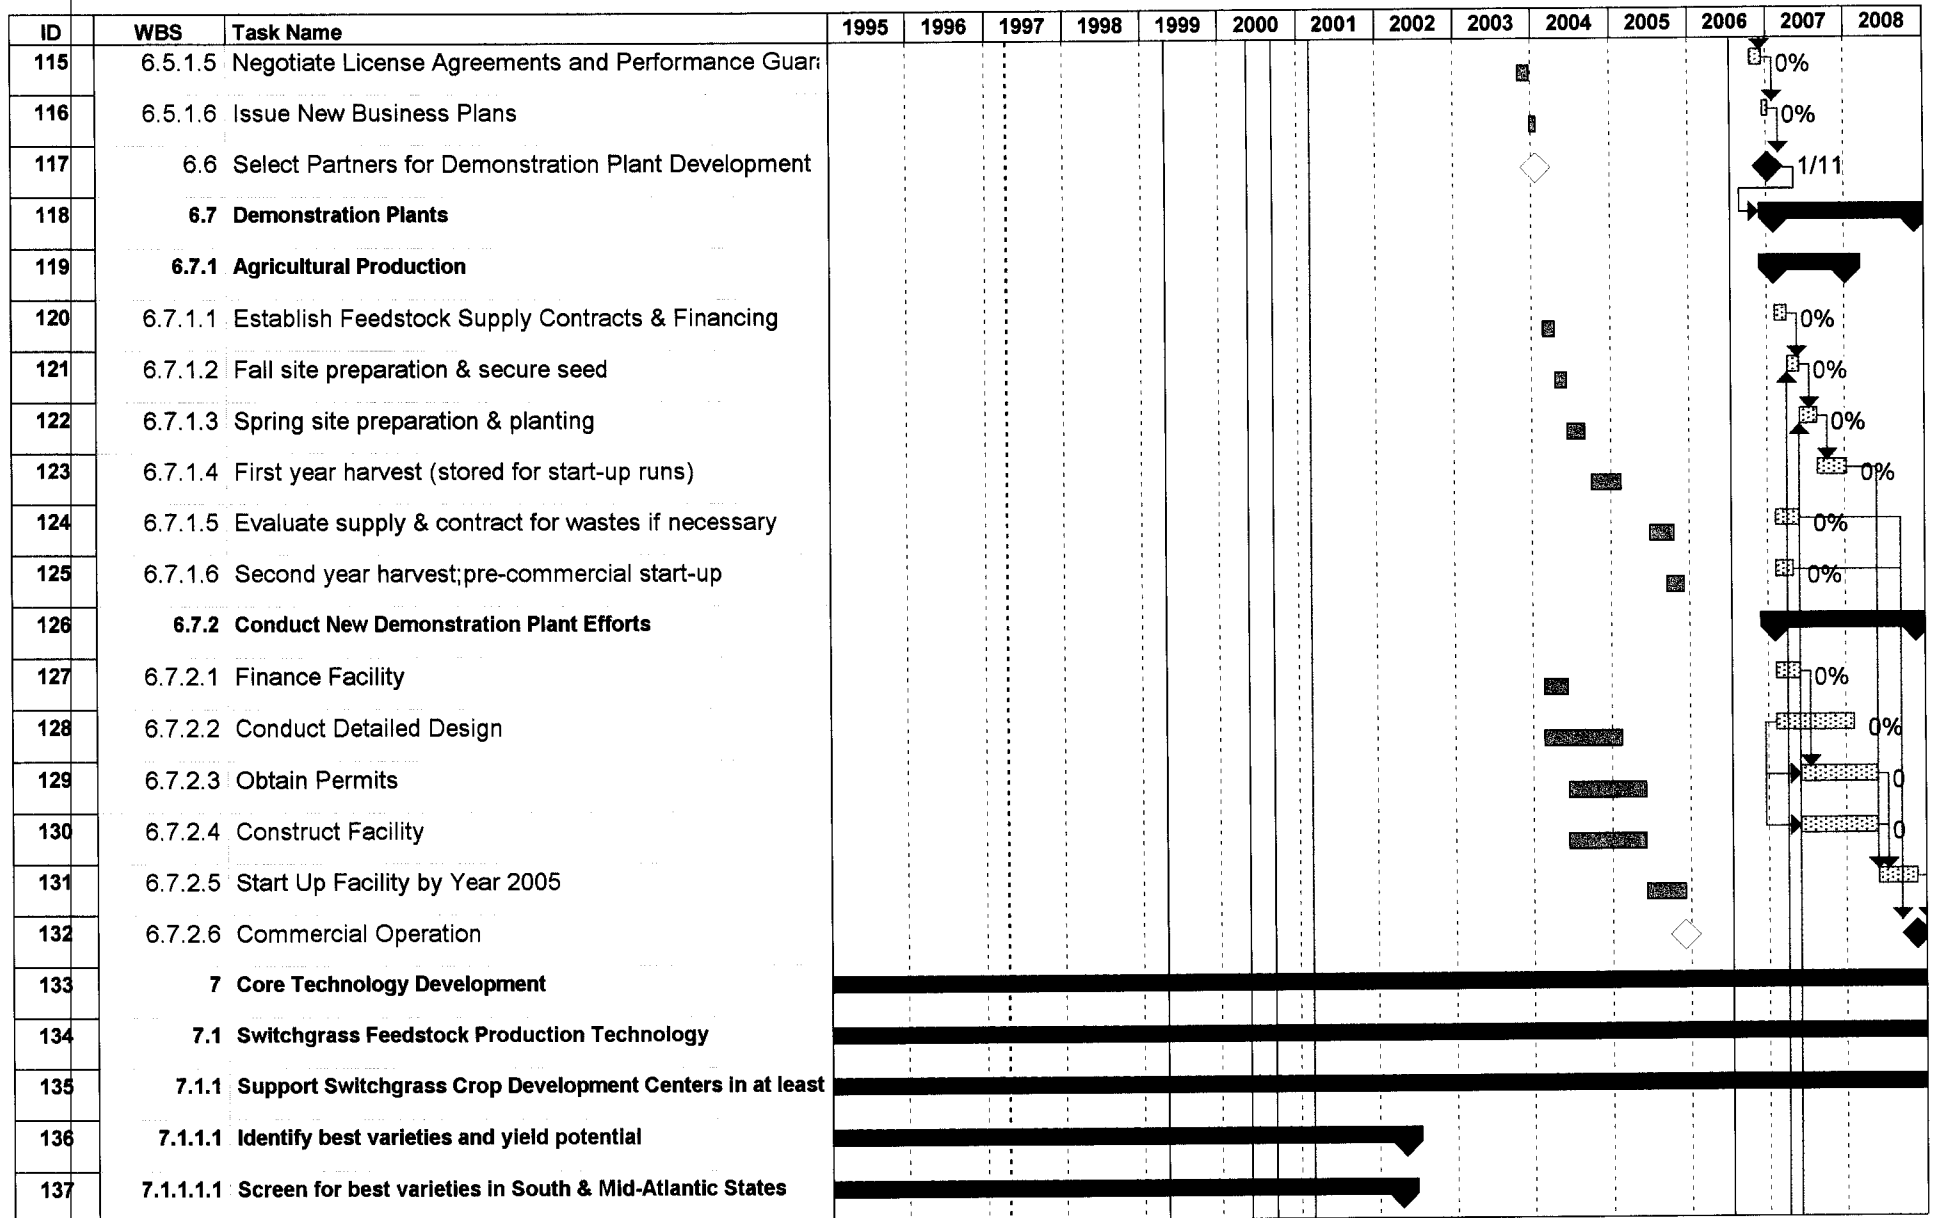 ID WBS Task Name 1995 1996 1997 1998 1999 2000 2001 2002 2003 2004 2005 2006 2007 2008
115 6.5.1.5 Negotiate License Agreements and Performance Guar 0%
116 6.5.1.6 Issue New Business Plans 0%
117 6.6 Select Partners for Demonstration Plant Development 1/11
118 6.7 Demonstration Plants
119 6.7.1 Agricultural Production
120 6.7.1.1 Establish Feedstock Supply Contracts & Financing 0%
121 6.7.1.2 Fall site preparation & secure seed 0%
122 6.7.1.3 Spring site preparation & planting 0%
123 6.7.1.4 First year harvest (stored for start-up runs) 0%
124 6.7.1.5 Evaluate supply & contract for wastes if necessary 0%
125 6.7.1.6 Second year harvest;pre-commercial start-up 0%
126 6.7.2 Conduct New Demonstration Plant Efforts
127 6.7.2.1 Finance Facility 0%
128 6.7.2.2 Conduct Detailed Design 0%
129 6.7.2.3 Obtain Permits 0
130 6.7.2.4 Construct Facility 0
131 6.7.2.5 Start Up Facility by Year 2005
132 6.7.2.6 Commercial Operation
133 7 Core Technology Development
134 7.1 Switchgrass Feedstock Production Technology
135 7.1.1 Support Switchgrass Crop Development Centers in at least
136 7.1.1.1 Identify best varieties and yield potential
137 7.1.1.1.1 Screen for best varieties in South & Mid-Atlantic States